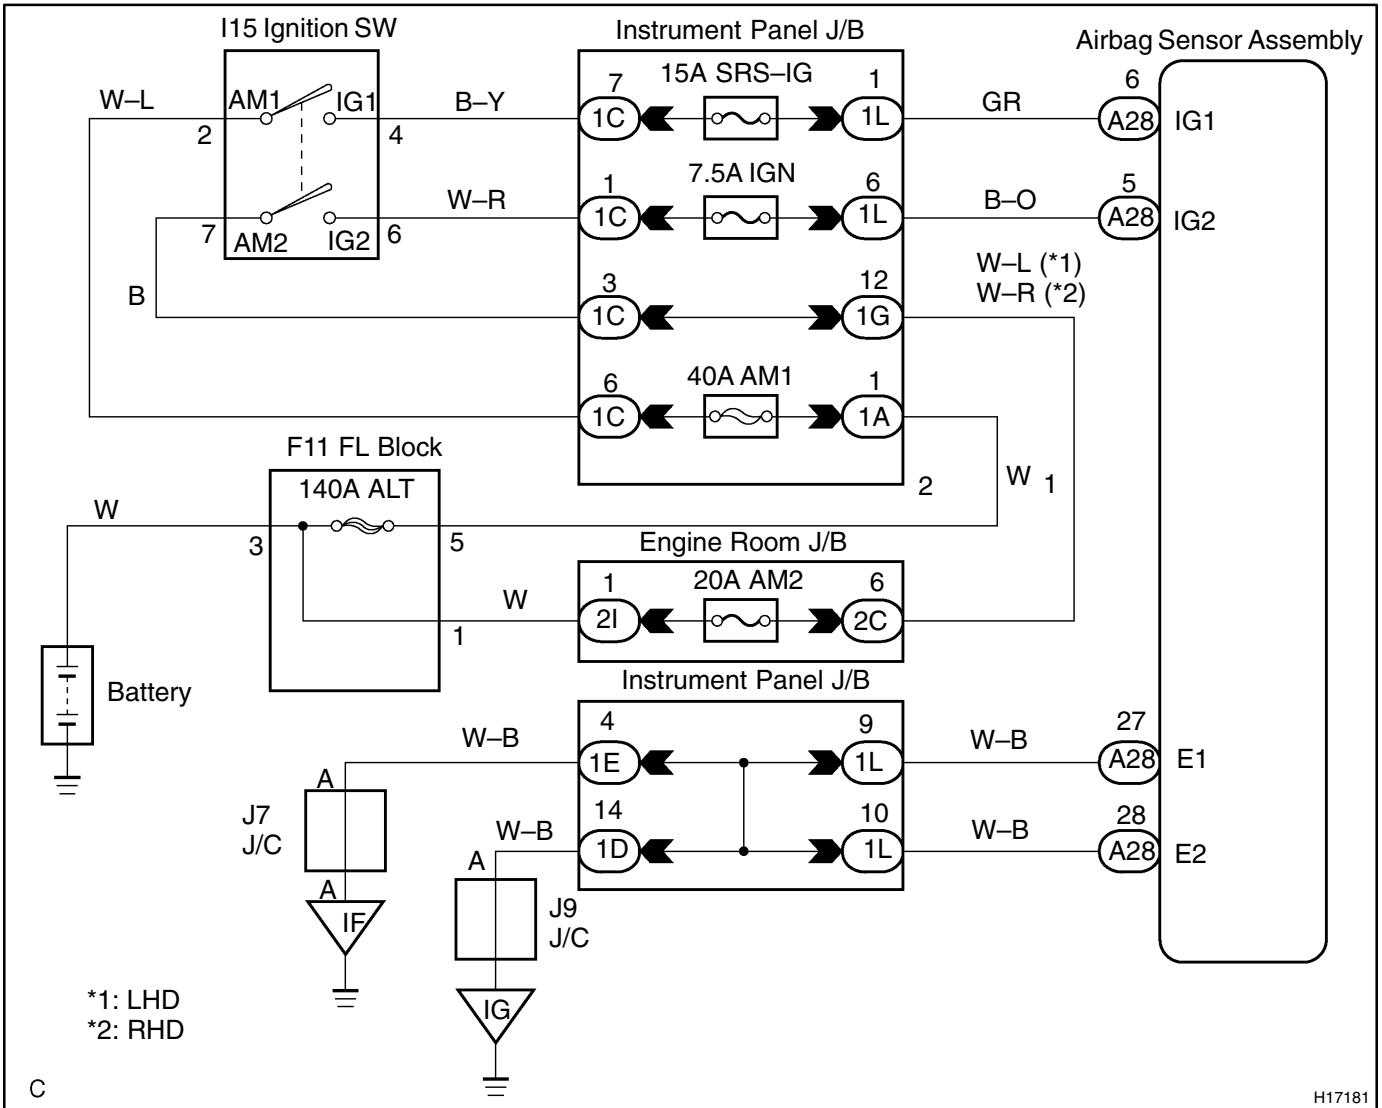 I15 Ignition SW
Instrument Panel J/B
Airbag Sensor Assembly
W–L
AM1
IG1
2
4
B–Y
7
15A SRS–IG
1
1C
1L
GR
6
A28
IG1
7
AM2
IG2
6
W–R
1
7.5A IGN
6
1C
1L
B–O
5
A28
IG2
B
3
12
1C
1G
W–L (*1)
W–R (*2)
6
40A AM1
1
1C
1A
2
W
1
F11 FL Block
140A ALT
W
3
5
Engine Room J/B
1
20A AM2
6
W
2I
2C
1
Battery
Instrument Panel J/B
W–B
4
9
W–B
27
1E
1L
A28
E1
A
J7
J/C
A
IF
W–B
14
10
W–B
28
1D
1L
A28
E2
A
J9
J/C
IG
*1: LHD
*2: RHD
C
H17181